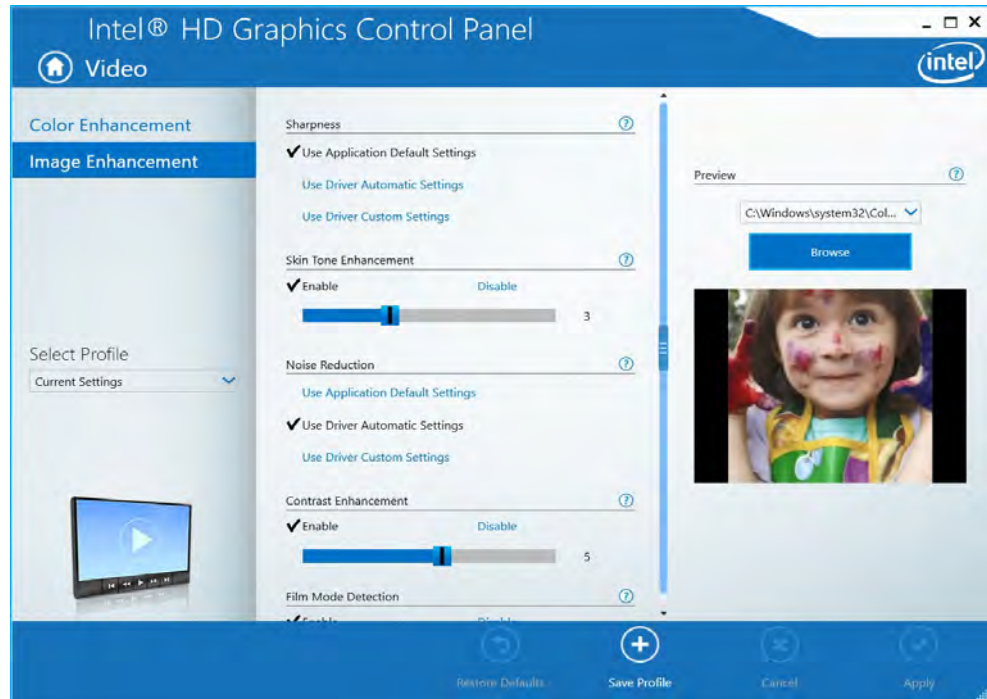 Intel® HD Graphics Control Panel
Video
intel
Color Enhancement
Image Enhancement
Select Profile
Current Settings
Sharpness
Use Application Default Settings
Use Driver Automatic Settings
Use Driver Custom Settings
Skin Tone Enhancement
Enable Disable
3
Noise Reduction
Use Application Default Settings
Use Driver Automatic Settings
Use Driver Custom Settings
Contrast Enhancement
Enable Disable
5
Film Mode Detection
Enable Disable
Preview
C:\Windows\system32\Col...
Browse
Restore Defaults
Save Profile
Cancel
Apply